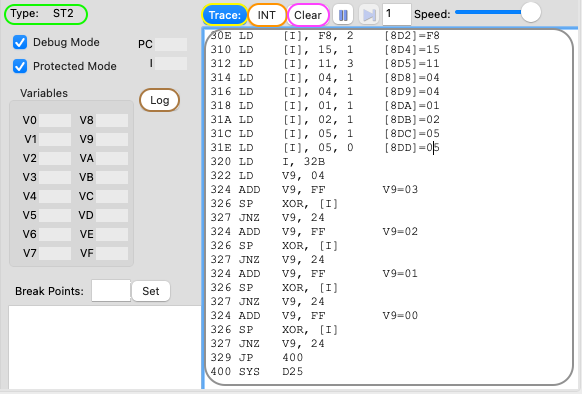 Type: ST2
Trace: INT Clear 1 Speed:
Debug Mode PC
Protected Mode I
Variables Log
V0 V8
V1 V9
V2 VA
V3 VB
V4 VC
V5 VD
V6 VE
V7 VF
Break Points: Set
30E LD [I], F8, 2 [8D2]=F8
310 LD [I], 15, 1 [8D4]=15
312 LD [I], 11, 3 [8D5]=11
314 LD [I], 04, 1 [8D8]=04
316 LD [I], 04, 1 [8D9]=04
318 LD [I], 01, 1 [8DA]=01
31A LD [I], 02, 1 [8DB]=02
31C LD [I], 05, 1 [8DC]=05
31E LD [I], 05, 0 [8DD]=05
320 LD I, 32B
322 LD V9, 04
324 ADD V9, FF V9=03
326 SP XOR, [I]
327 JNZ V9, 24
324 ADD V9, FF V9=02
326 SP XOR, [I]
327 JNZ V9, 24
324 ADD V9, FF V9=01
326 SP XOR, [I]
327 JNZ V9, 24
324 ADD V9, FF V9=00
326 SP XOR, [I]
327 JNZ V9, 24
329 JP 400
400 SYS D25